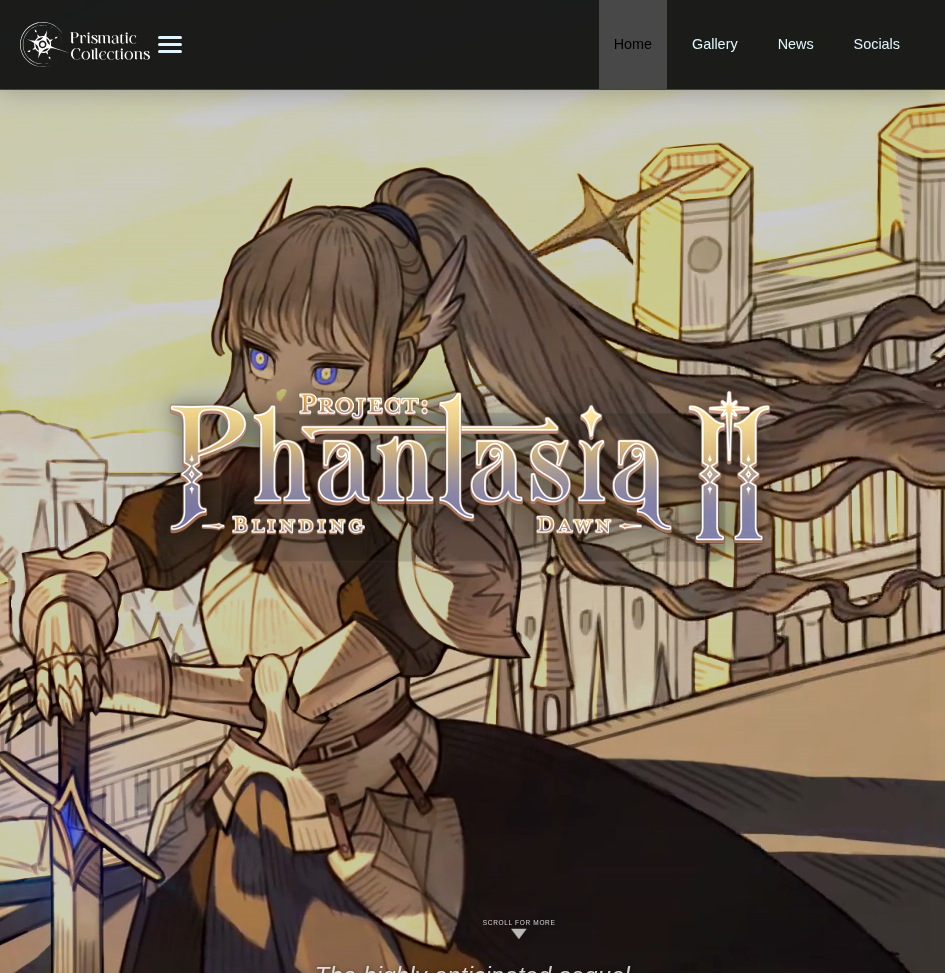 Prismatic
Collections
Home
Gallery
News
Socials
PROJECT:
Phantasia II
BLINDING
DAWN
SCROLL FOR MORE
The highly anticipated sequel